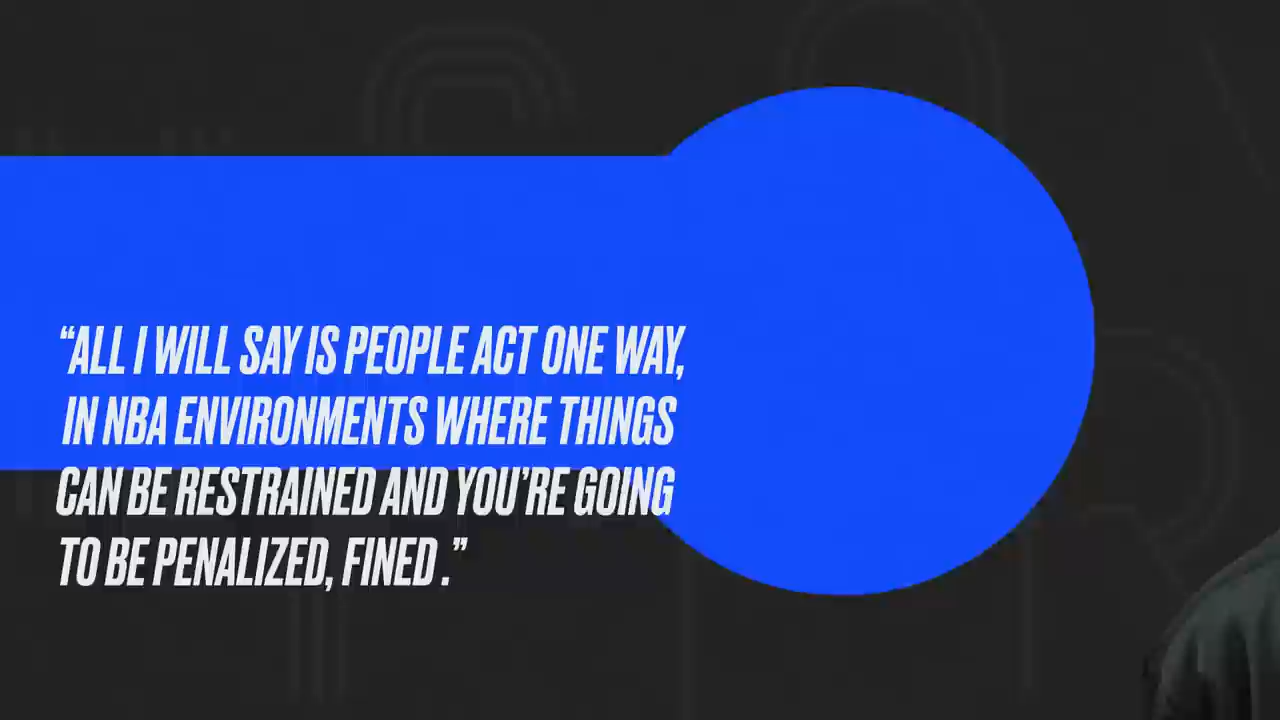 “ALL I WILL SAY IS PEOPLE ACT ONE WAY,
IN NBA ENVIRONMENTS WHERE THINGS
CAN BE RESTRAINED AND YOU’RE GOING
TO BE PENALIZED, FINED .”